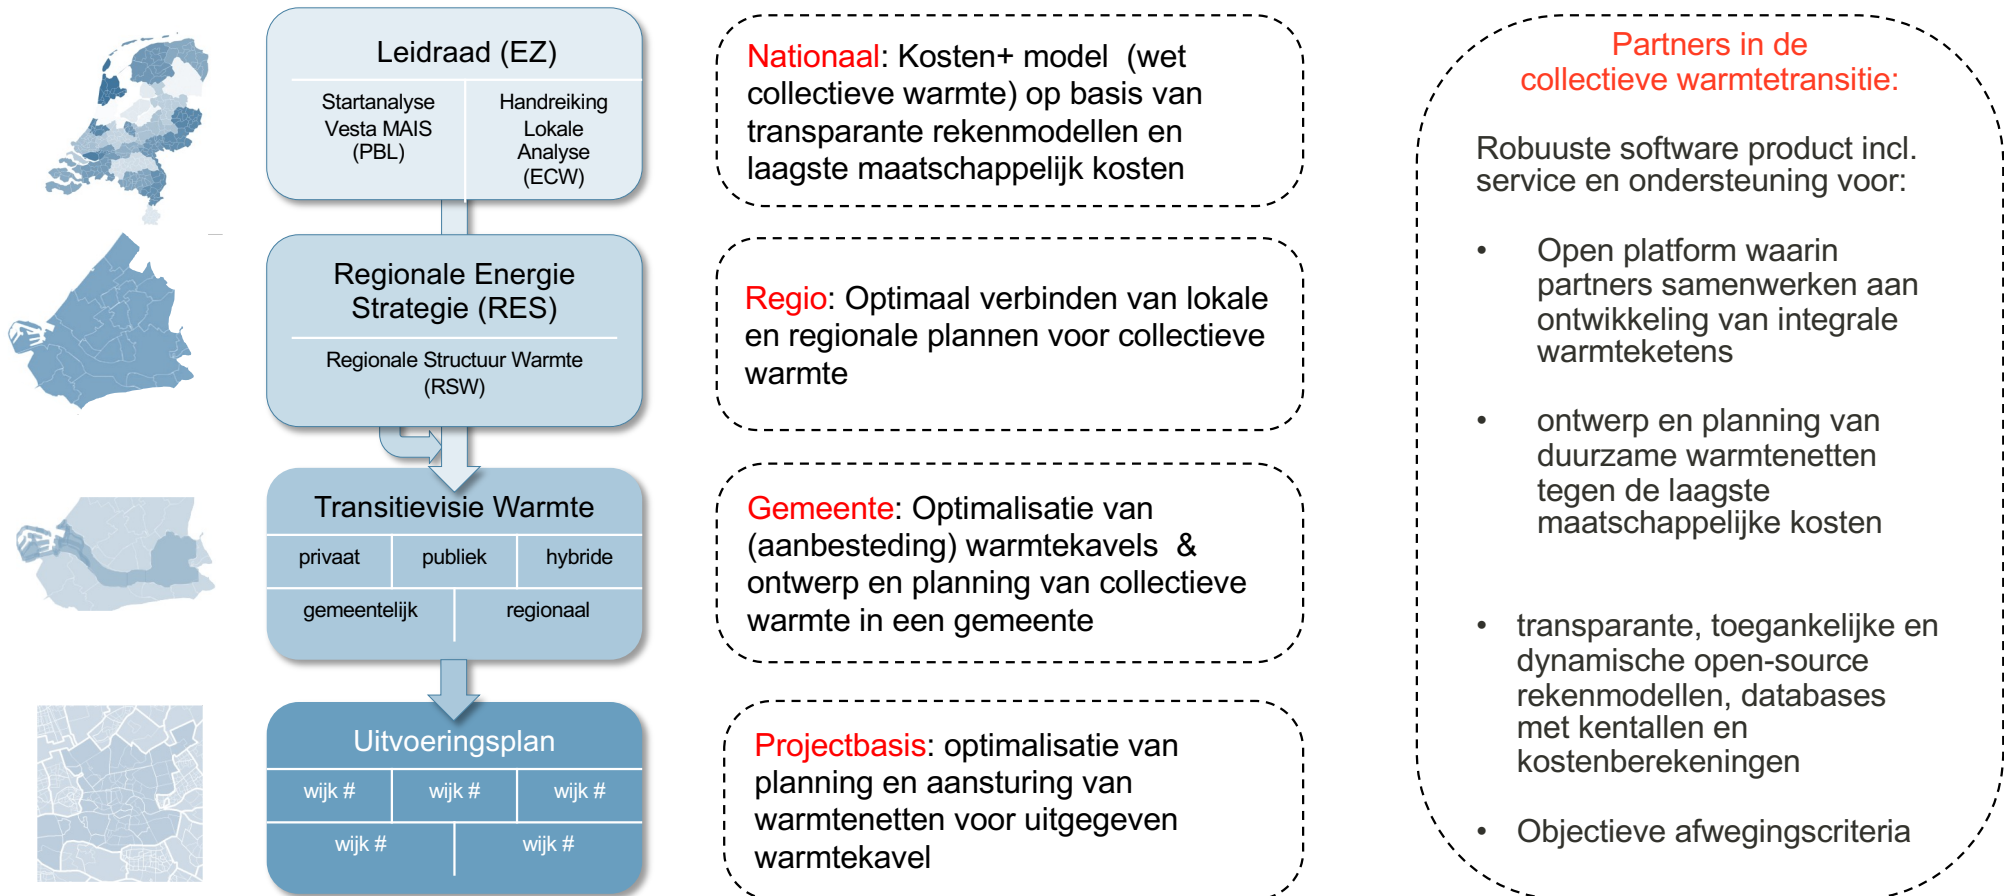 Leidraad (EZ)
Startanalyse
Vesta MAIS
(PBL)
Handreiking
Lokale
Analyse
(ECW)
Regionale Energie
Strategie (RES)
Regionale Structuur Warmte
(RSW)
Transitievisie Warmte
privaat
publiek
hybride
gemeentelijk
regionaal
Uitvoeringsplan
wijk #
wijk #
wijk #
wijk #
wijk #
Nationaal: Kosten+ model (wet
collectieve warmte) op basis van
transparante rekenmodellen en
laagste maatschappelijk kosten
Regio: Optimaal verbinden van lokale
en regionale plannen voor collectieve
warmte
Gemeente: Optimalisatie van
(aanbesteding) warmtekavels &
ontwerp en planning van collectieve
warmte in een gemeente
Projectbasis: optimalisatie van
planning en aansturing van
warmtenetten voor uitgegeven
warmtekavel
Partners in de
collectieve warmtetransitie:
Robuuste software product incl.
service en ondersteuning voor:
• Open platform waarin
partners samenwerken aan
ontwikkeling van integrale
warmteketens
• ontwerp en planning van
duurzame warmtenetten
tegen de laagste
maatschappelijke kosten
• transparante, toegankelijke en
dynamische open-source
rekenmodellen, databases
met kentallen en
kostenberekeningen
• Objectieve afwegingscriteria